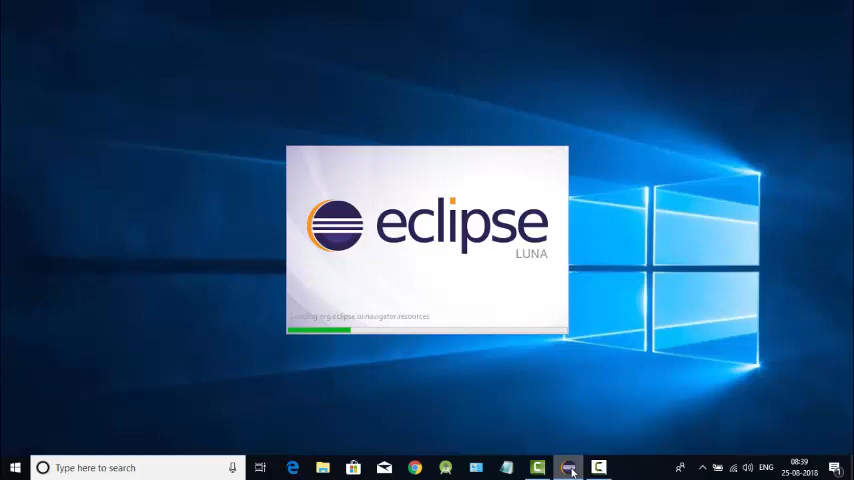 eclipse
LUNA
Loading org.eclipse.ui.navigator.resources
Type here to search
ENG
08:39
25-08-2018